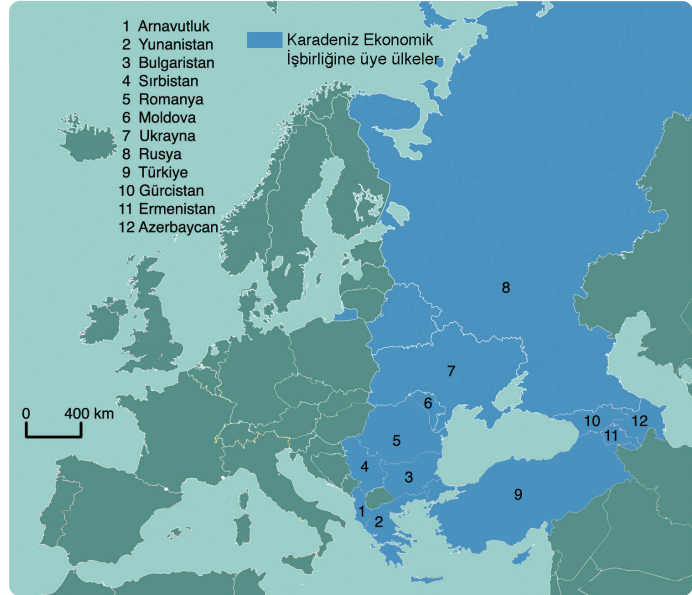 1 Arnavutluk
2 Yunanistan
3 Bulgaristan
4 Sırbistan
5 Romanya
6 Moldova
7 Ukrayna
8 Rusya
9 Türkiye
10 Gürcistan
11 Ermenistan
12 Azerbaycan
Karadeniz Ekonomik
İşbirliğine üye ülkeler
8
7
6
5
4
3
1
2
9
10
11
12
0 400 km